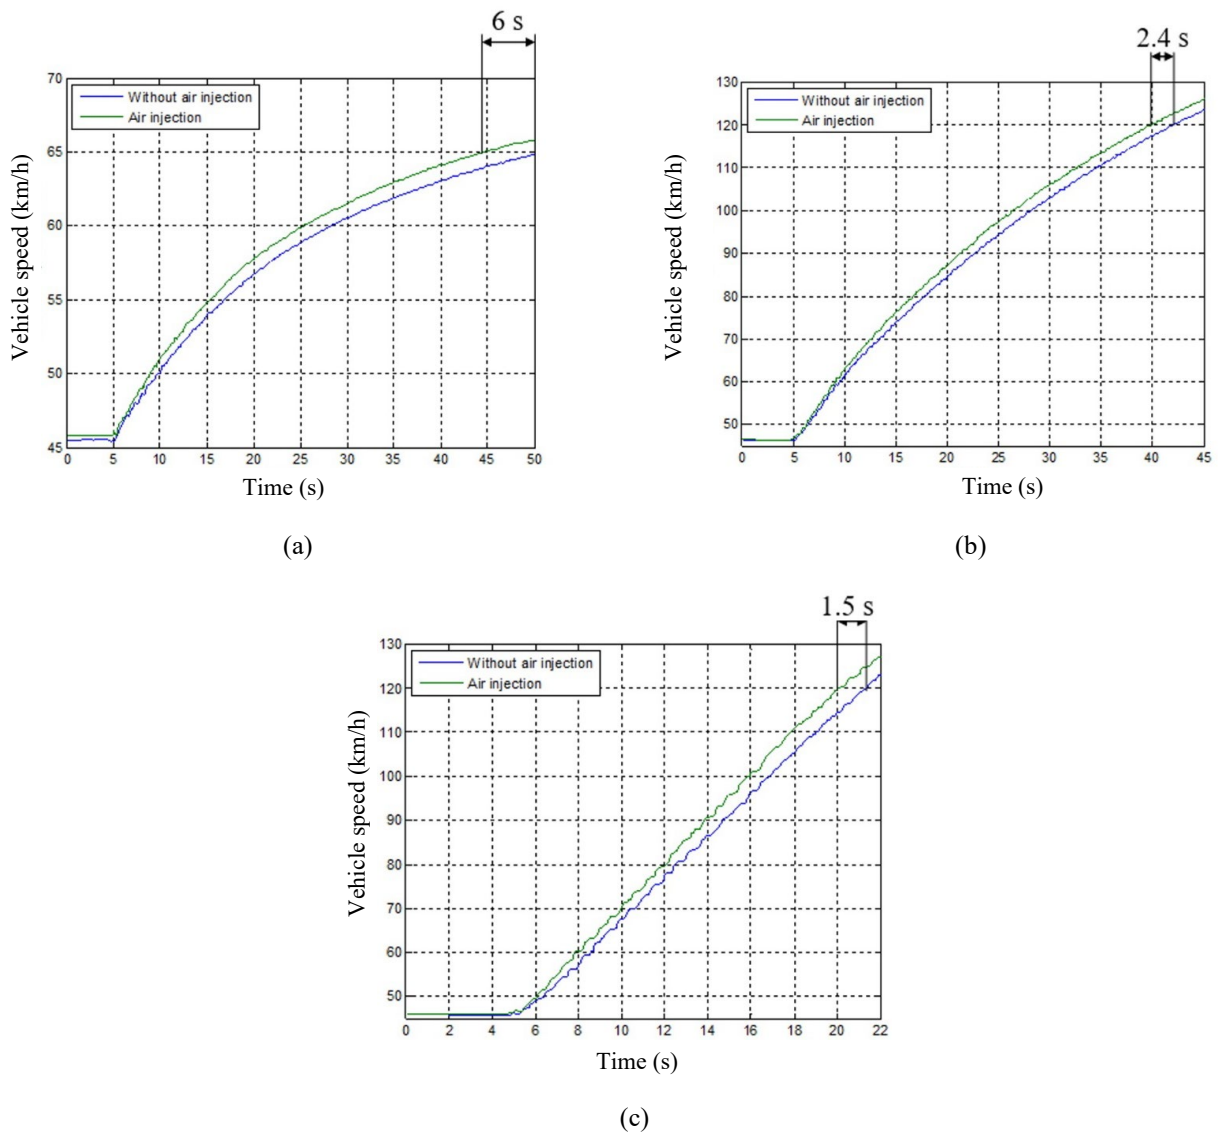 6 s
70
65
60
55
50
45
Vehicle speed (km/h)
Without air injection
Air injection
0 5 10 15 20 25 30 35 40 45 50
Time (s)
(a)
2.4 s
130
120
110
100
90
80
70
60
50
Vehicle speed (km/h)
Without air injection
Air injection
0 5 10 15 20 25 30 35 40 45
Time (s)
(b)
1.5 s
130
120
110
100
90
80
70
60
50
Vehicle speed (km/h)
Without air injection
Air injection
0 2 4 6 8 10 12 14 16 18 20 22
Time (s)
(c)